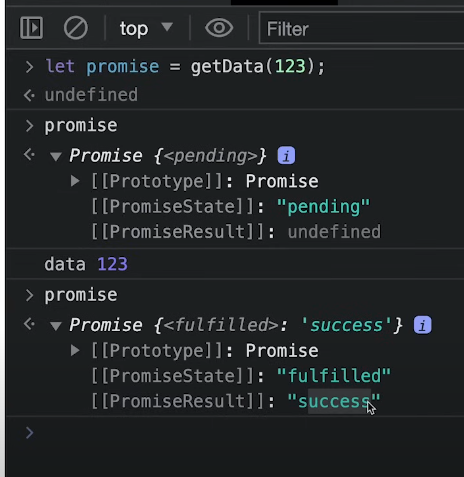 top
Filter
> let promise = getData(123);
undefined
> promise
Promise {<pending>} i
[[Prototype]]: Promise
[[PromiseState]]: "pending"
[[PromiseResult]]: undefined
data 123
> promise
Promise {<fulfilled>: 'success'} i
[[Prototype]]: Promise
[[PromiseState]]: "fulfilled"
[[PromiseResult]]: "success"
>